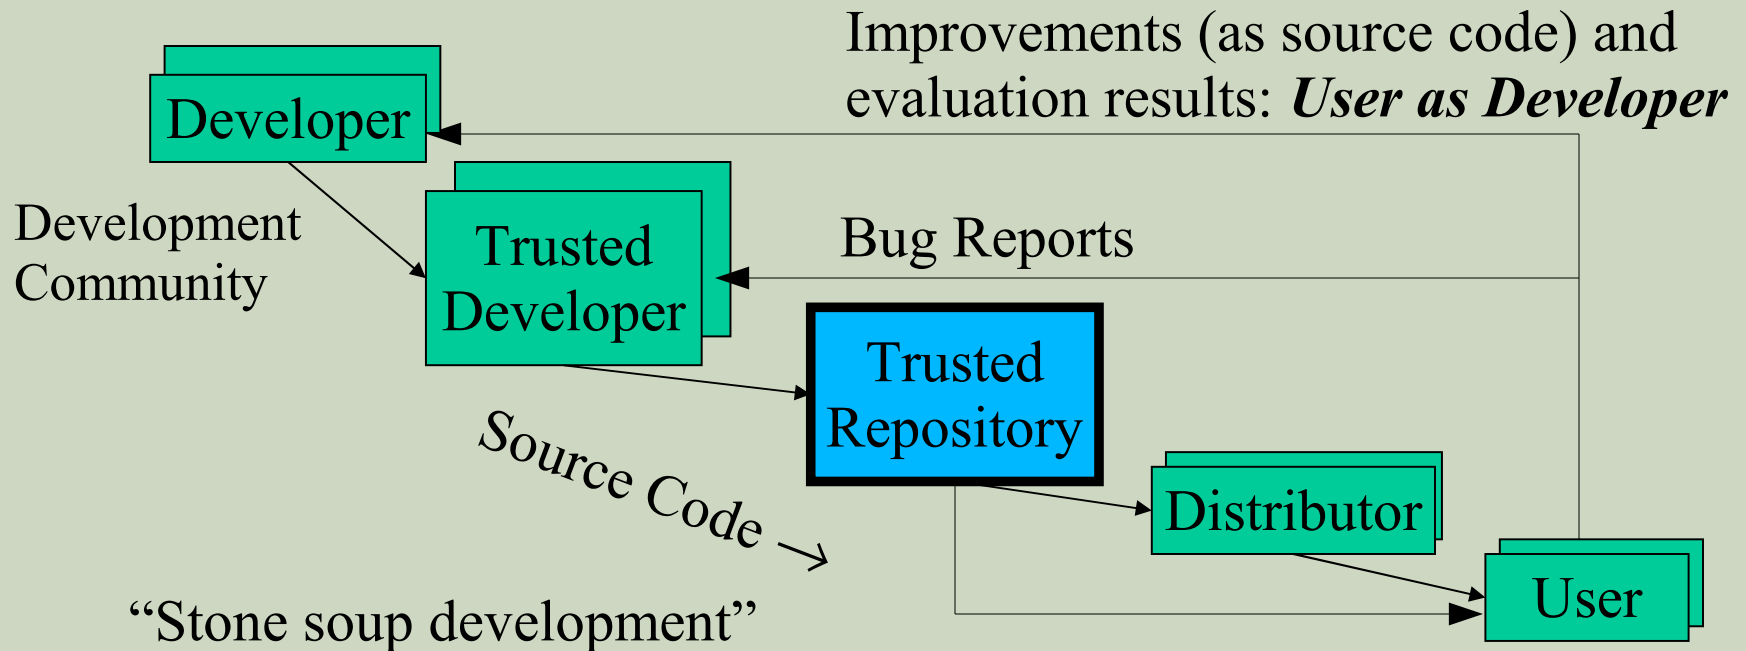 Improvements (as source code) and
evaluation results: User as Developer
Developer
Development
Community
Trusted
Developer
Bug Reports
Trusted
Repository
Source Code →
Distributor
User
“Stone soup development”